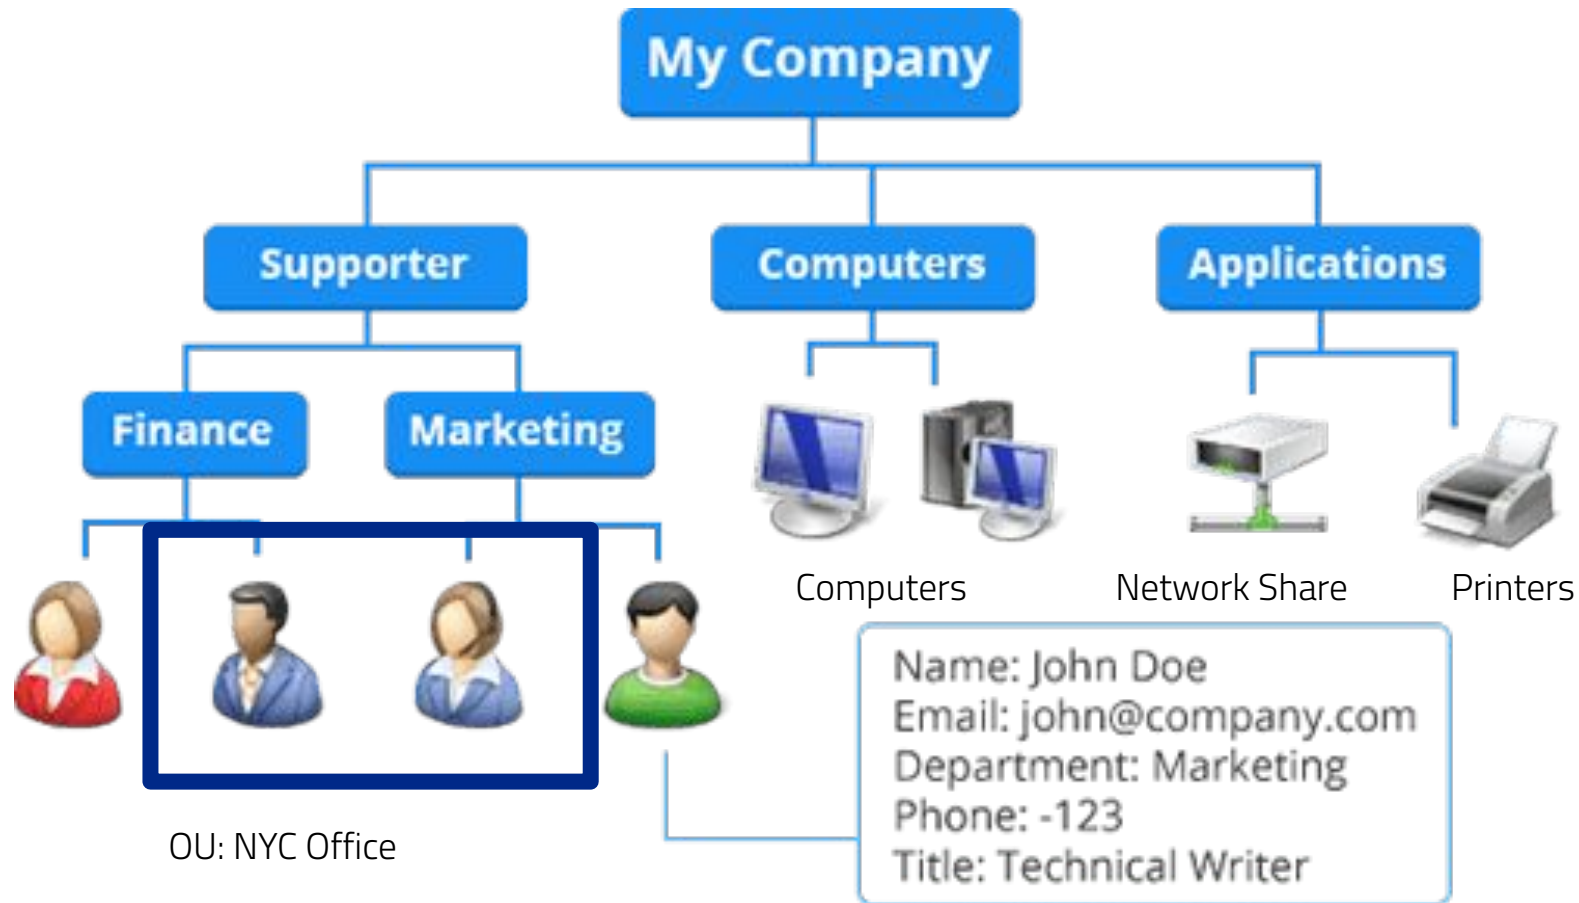 My Company
Supporter
Computers
Applications
Finance
Marketing
Computers
Network Share
Printers
Name: John Doe
Email: john@company.com
Department: Marketing
Phone: -123
Title: Technical Writer
OU: NYC Office